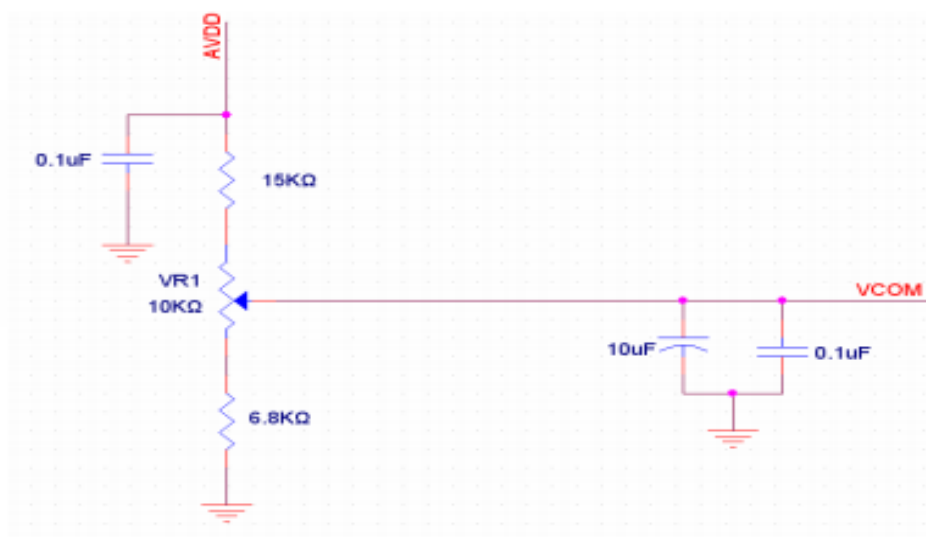 AVDD
0.1uF
15KΩ
VR1
10KΩ
VCOM
10uF
0.1uF
6.8KΩ